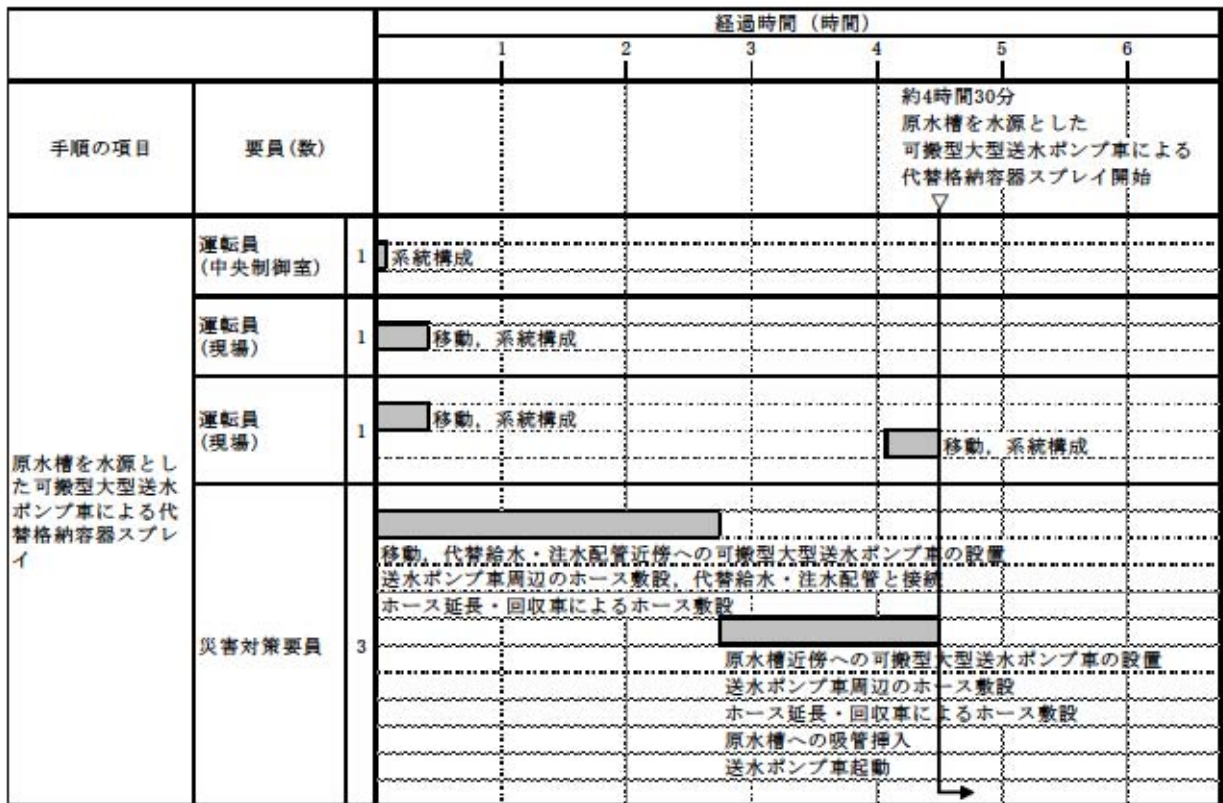 経過時間（時間）
1 2 3 4 5 6
手順の項目
要員(数)
約4時間30分
原水槽を水源とした
可搬型大型送水ポンプ車による
代替格納容器スプレイ開始
▽
原水槽を水源とし
た可搬型大型送水
ポンプ車による代
替格納容器スプレ
イ
運転員
(中央制御室)
1
系統構成
運転員
(現場)
1
移動，系統構成
運転員
(現場)
1
移動，系統構成
移動，系統構成
災害対策要員
3
移動，代替給水・注水配管近傍への可搬型大型送水ポンプ車の設置
送水ポンプ車周辺のホース敷設，代替給水・注水配管と接続
ホース延長・回収車によるホース敷設
原水槽近傍への可搬型大型送水ポンプ車の設置
送水ポンプ車周辺のホース敷設
ホース延長・回収車によるホース敷設
原水槽への吸管挿入
送水ポンプ車起動